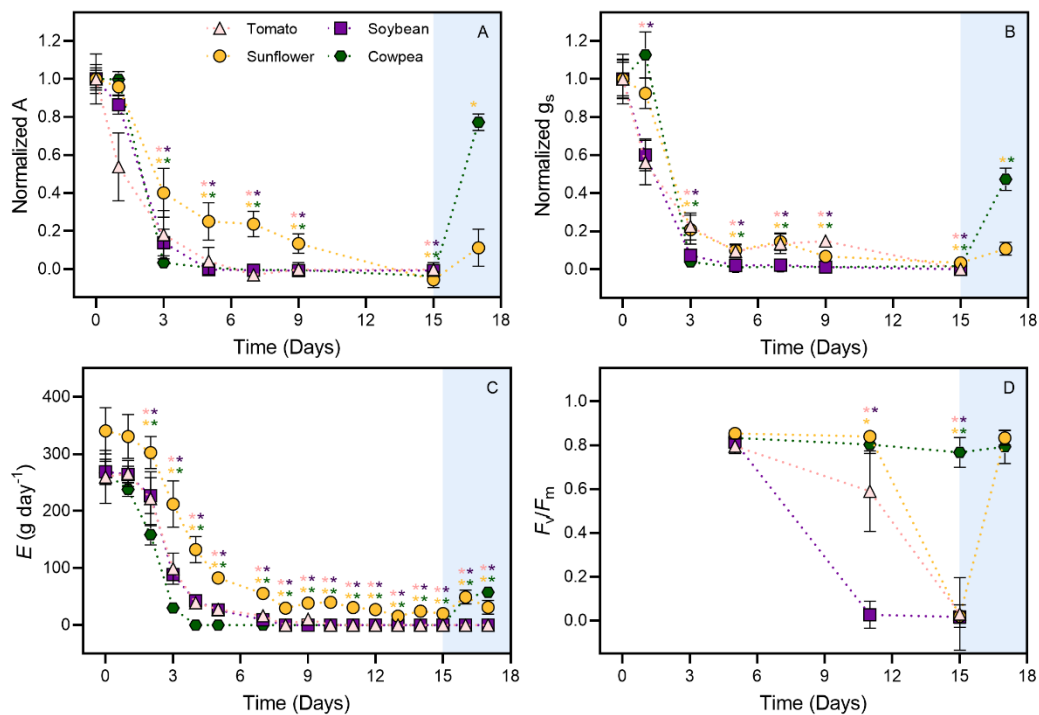 Tomato Soybean A
Sunflower Cowpea
Normalized A
1.2
1.0
0.8
0.6
0.4
0.2
0.0
0 3 6 9 12 15 18
Time (Days)
B
Normalized gs
1.2
1.0
0.8
0.6
0.4
0.2
0.0
0 3 6 9 12 15 18
Time (Days)
C
E (g day-1)
400
300
200
100
0
0 3 6 9 12 15 18
Time (Days)
D
Fv/Fm
1.0
0.8
0.6
0.4
0.2
0.0
0 3 6 9 12 15 18
Time (Days)